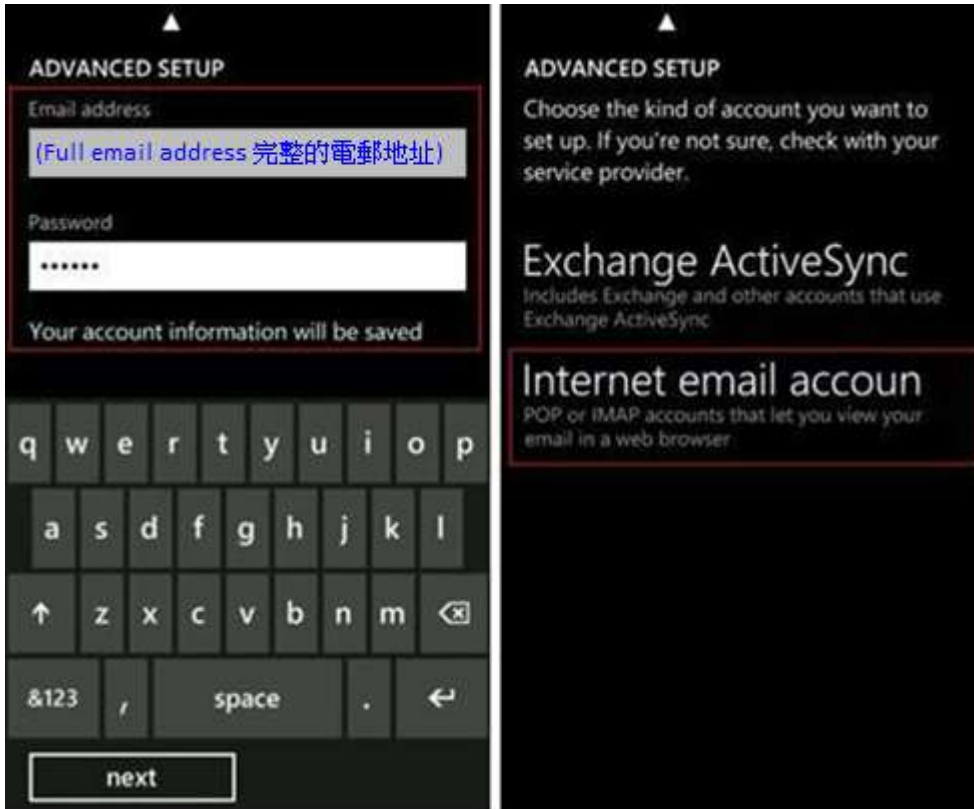 ADVANCED SETUP
Email address
(Full email address 完整的電郵地址)
Password
••••••
Your account information will be saved
q w e r t y u i o p
a s d f g h j k l
z x c v b n m
&123 , space .
next
ADVANCED SETUP
Choose the kind of account you want to
set up. If you're not sure, check with your
service provider.
Exchange ActiveSync
Includes Exchange and other accounts that use
Exchange ActiveSync
Internet email accoun
POP or IMAP accounts that let you view your
email in a web browser